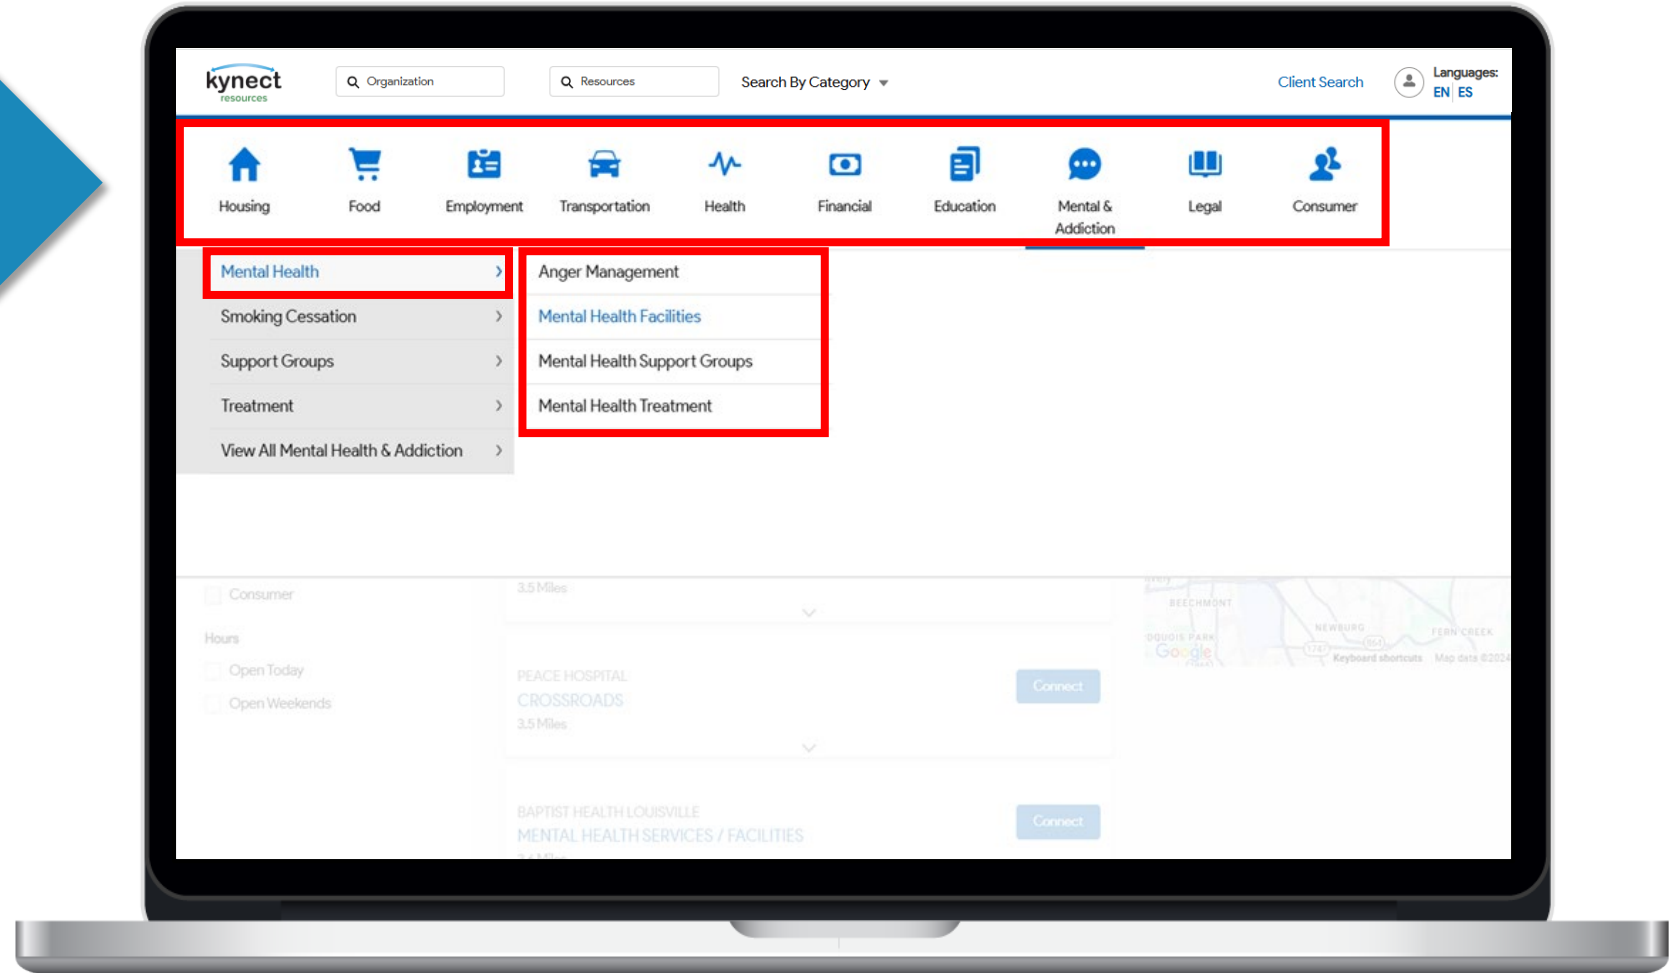 kynect
resources
Organization
Resources
Search By Category
Client Search
Languages:
EN ES
Housing
Food
Employment
Transportation
Health
Financial
Education
Mental &
Addiction
Legal
Consumer
Mental Health
Smoking Cessation
Support Groups
Treatment
View All Mental Health & Addiction
Anger Management
Mental Health Facilities
Mental Health Support Groups
Mental Health Treatment
Consumer
Hours
Open Today
Open Weekends
3.5 Miles
PEACE HOSPITAL
CROSSROADS
3.5 Miles
Connect
BAPTIST HEALTH LOUISVILLE
MENTAL HEALTH SERVICES / FACILITIES
Connect
BEECHMONT
NEWBURG
FERN CREEK
Google
Keyboard shortcuts Map data ©2024